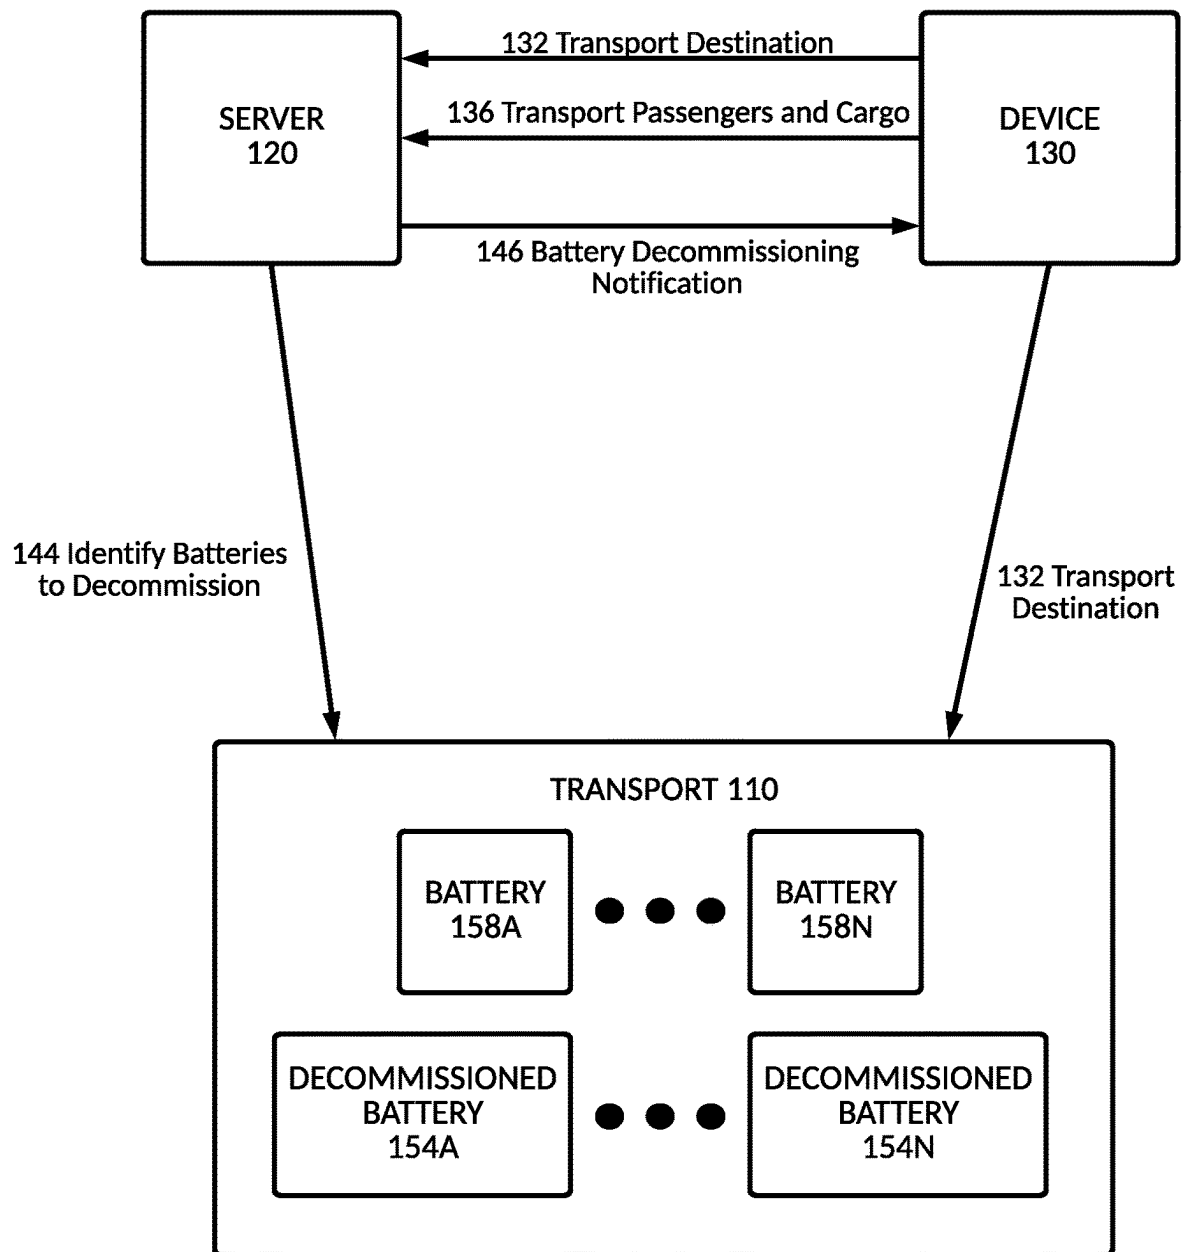 132 Transport Destination
SERVER
120
136 Transport Passengers and Cargo
DEVICE
130
146 Battery Decommissioning
Notification
144 Identify Batteries
to Decommission
132 Transport
Destination
TRANSPORT 110
BATTERY
158A
BATTERY
158N
DECOMMISSIONED
BATTERY
154A
DECOMMISSIONED
BATTERY
154N